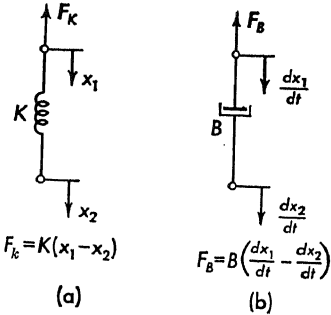 F_K
x_1
K
x_2
F_k = K(x_1 - x_2)
(a)
F_B
dx_1/dt
B
dx_2/dt
F_B = B(dx_1/dt - dx_2/dt)
(b)